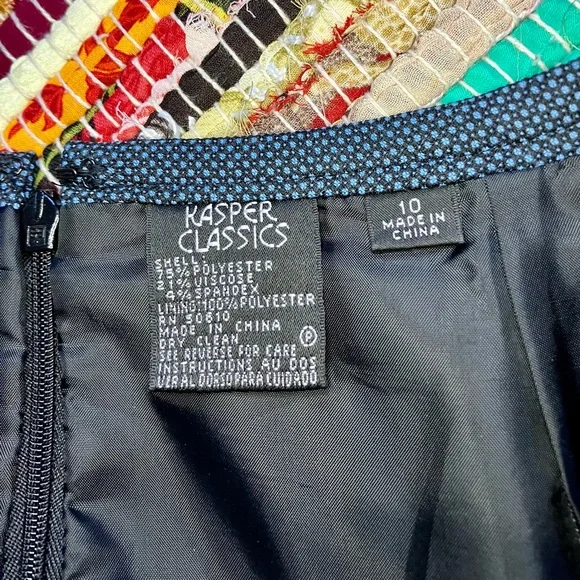 KASPER
CLASSICS
SHELL:
75% POLYESTER
21% VISCOSE
4% SPANDEX
LINING:100% POLYESTER
RN 50610
MADE IN CHINA
DRY CLEAN P
SEE REVERSE FOR CARE
INSTRUCTIONS AU DOS
VER AL DORSO PARA CUIDADO
10
MADE IN
CHINA